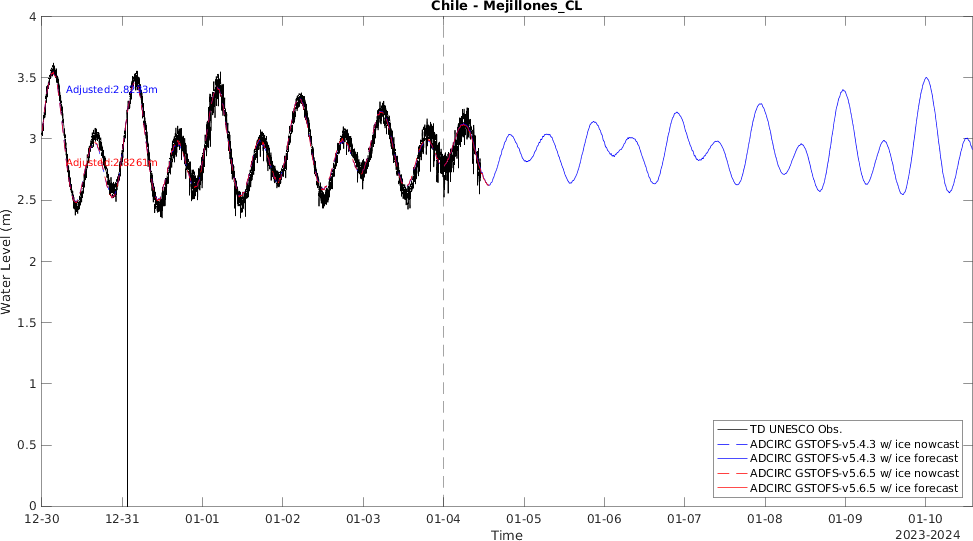 Chile - Mejillones_CL
4
3.5
3
2.5
2
1.5
1
0.5
0
Water Level (m)
Adjusted:2.8293m
Adjusted:2.8261m
TD UNESCO Obs.
ADCIRC GSTOFS-v5.4.3 w/ ice nowcast
ADCIRC GSTOFS-v5.4.3 w/ ice forecast
ADCIRC GSTOFS-v5.6.5 w/ ice nowcast
ADCIRC GSTOFS-v5.6.5 w/ ice forecast
12-30 12-31 01-01 01-02 01-03 01-04 01-05 01-06 01-07 01-08 01-09 01-10
Time
2023-2024